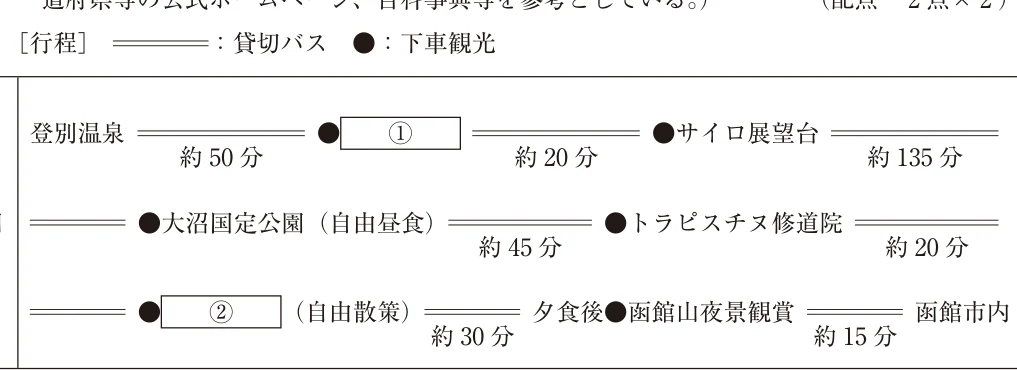 道府県等の公式ホームページ、百科事典等を参考としている。） （配点 2点×2）
［行程］ ＝＝＝：貸切バス ●：下車観光
登別温泉 ＝＝＝ ●① ＝＝＝ ●サイロ展望台 ＝＝＝
約50分 約20分 約135分
＝＝＝ ●大沼国定公園（自由昼食）＝＝＝ ●トラピスチヌ修道院 ＝＝＝
約45分 約20分
＝＝＝ ●②（自由散策）＝＝＝ 夕食後●函館山夜景観賞 ＝＝＝ 函館市内
約30分 約15分